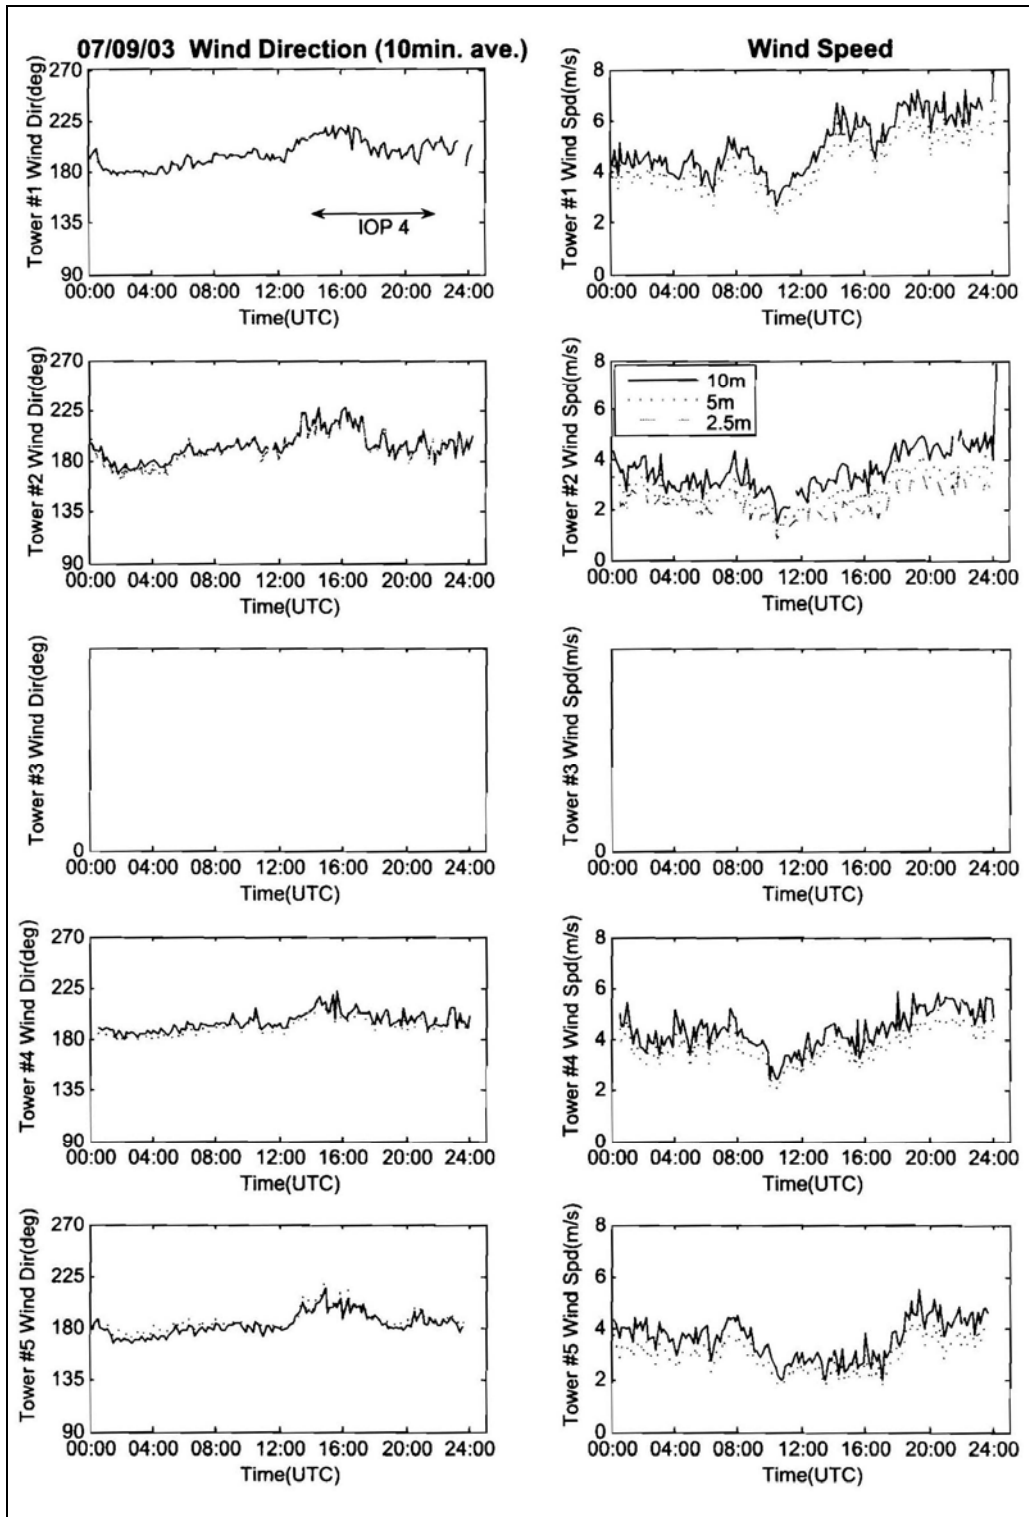 07/09/03 Wind Direction (10min. ave.)
Wind Speed
Tower #1 Wind Dir(deg)
270
225
180
135
90
IOP 4
00:00 04:00 08:00 12:00 16:00 20:00 24:00
Time(UTC)
Tower #1 Wind Spd(m/s)
8
6
4
2
0
00:00 04:00 08:00 12:00 16:00 20:00 24:00
Time(UTC)
Tower #2 Wind Dir(deg)
270
225
180
135
90
00:00 04:00 08:00 12:00 16:00 20:00 24:00
Time(UTC)
Tower #2 Wind Spd(m/s)
8
6
4
2
0
10m
5m
2.5m
00:00 04:00 08:00 12:00 16:00 20:00 24:00
Time(UTC)
Tower #3 Wind Dir(deg)
0
00:00 04:00 08:00 12:00 16:00 20:00 24:00
Time(UTC)
Tower #3 Wind Spd(m/s)
0
00:00 04:00 08:00 12:00 16:00 20:00 24:00
Time(UTC)
Tower #4 Wind Dir(deg)
270
225
180
135
90
00:00 04:00 08:00 12:00 16:00 20:00 24:00
Time(UTC)
Tower #4 Wind Spd(m/s)
8
6
4
2
0
00:00 04:00 08:00 12:00 16:00 20:00 24:00
Time(UTC)
Tower #5 Wind Dir(deg)
270
225
180
135
90
00:00 04:00 08:00 12:00 16:00 20:00 24:00
Time(UTC)
Tower #5 Wind Spd(m/s)
8
6
4
2
0
00:00 04:00 08:00 12:00 16:00 20:00 24:00
Time(UTC)